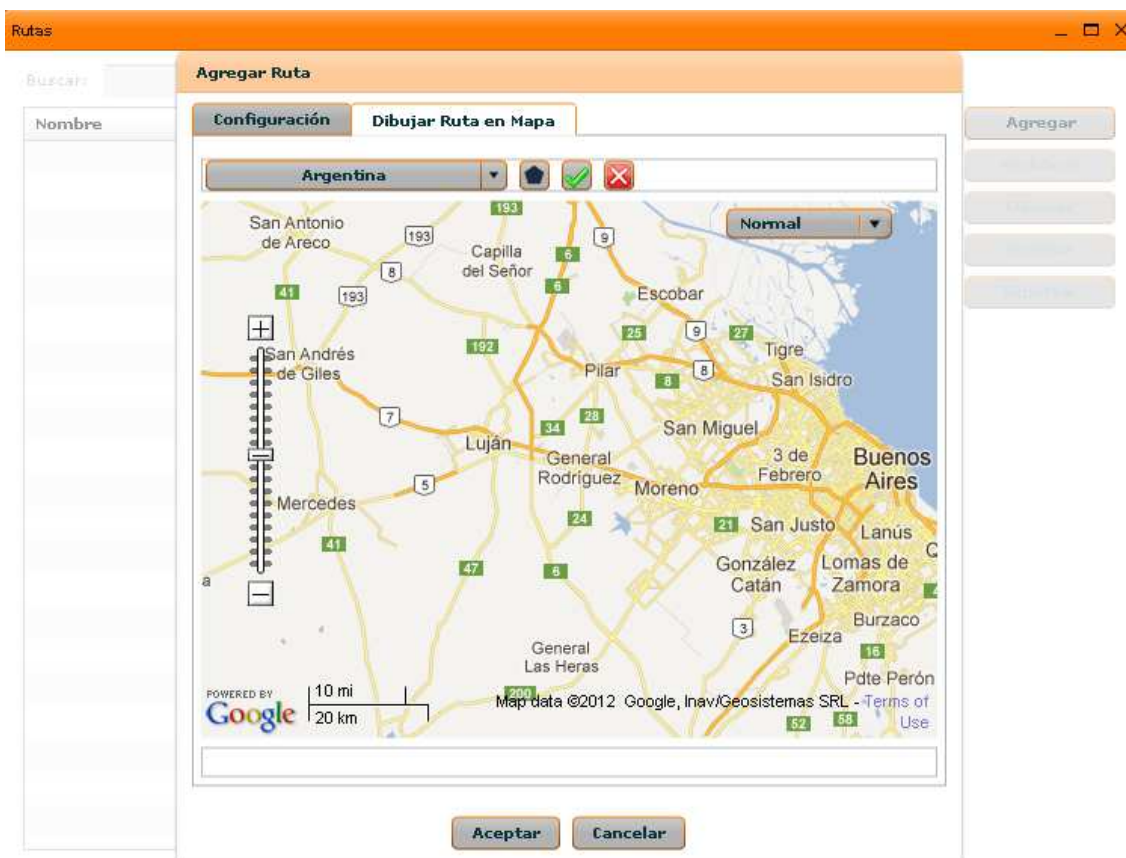 Rutas
Buscar:
Agregar Ruta
Nombre
Configuración
Dibujar Ruta en Mapa
Agregar
Argentina
Normal
193
San Antonio
de Areco
193
9
Capilla
del Señor
6
8
6
41
193
Escobar
25
9
27
192
Tigre
San Andrés
de Giles
Pilar
8
8
San Isidro
7
28
34
San Miguel
Luján
General
Rodríguez
3 de
Febrero
Buenos
Aires
5
Moreno
Mercedes
24
21
San Justo
Lanús
41
47
6
González
Catán
Lomas de
Zamora
a
3
Burzaco
Ezeiza
General
Las Heras
16
Pdte Perón
POWERED BY
Google
10 mi
20 km
200
Map data ©2012 Google, Inav/Geosistemas SRL - Terms of
Use
52
58
Aceptar
Cancelar